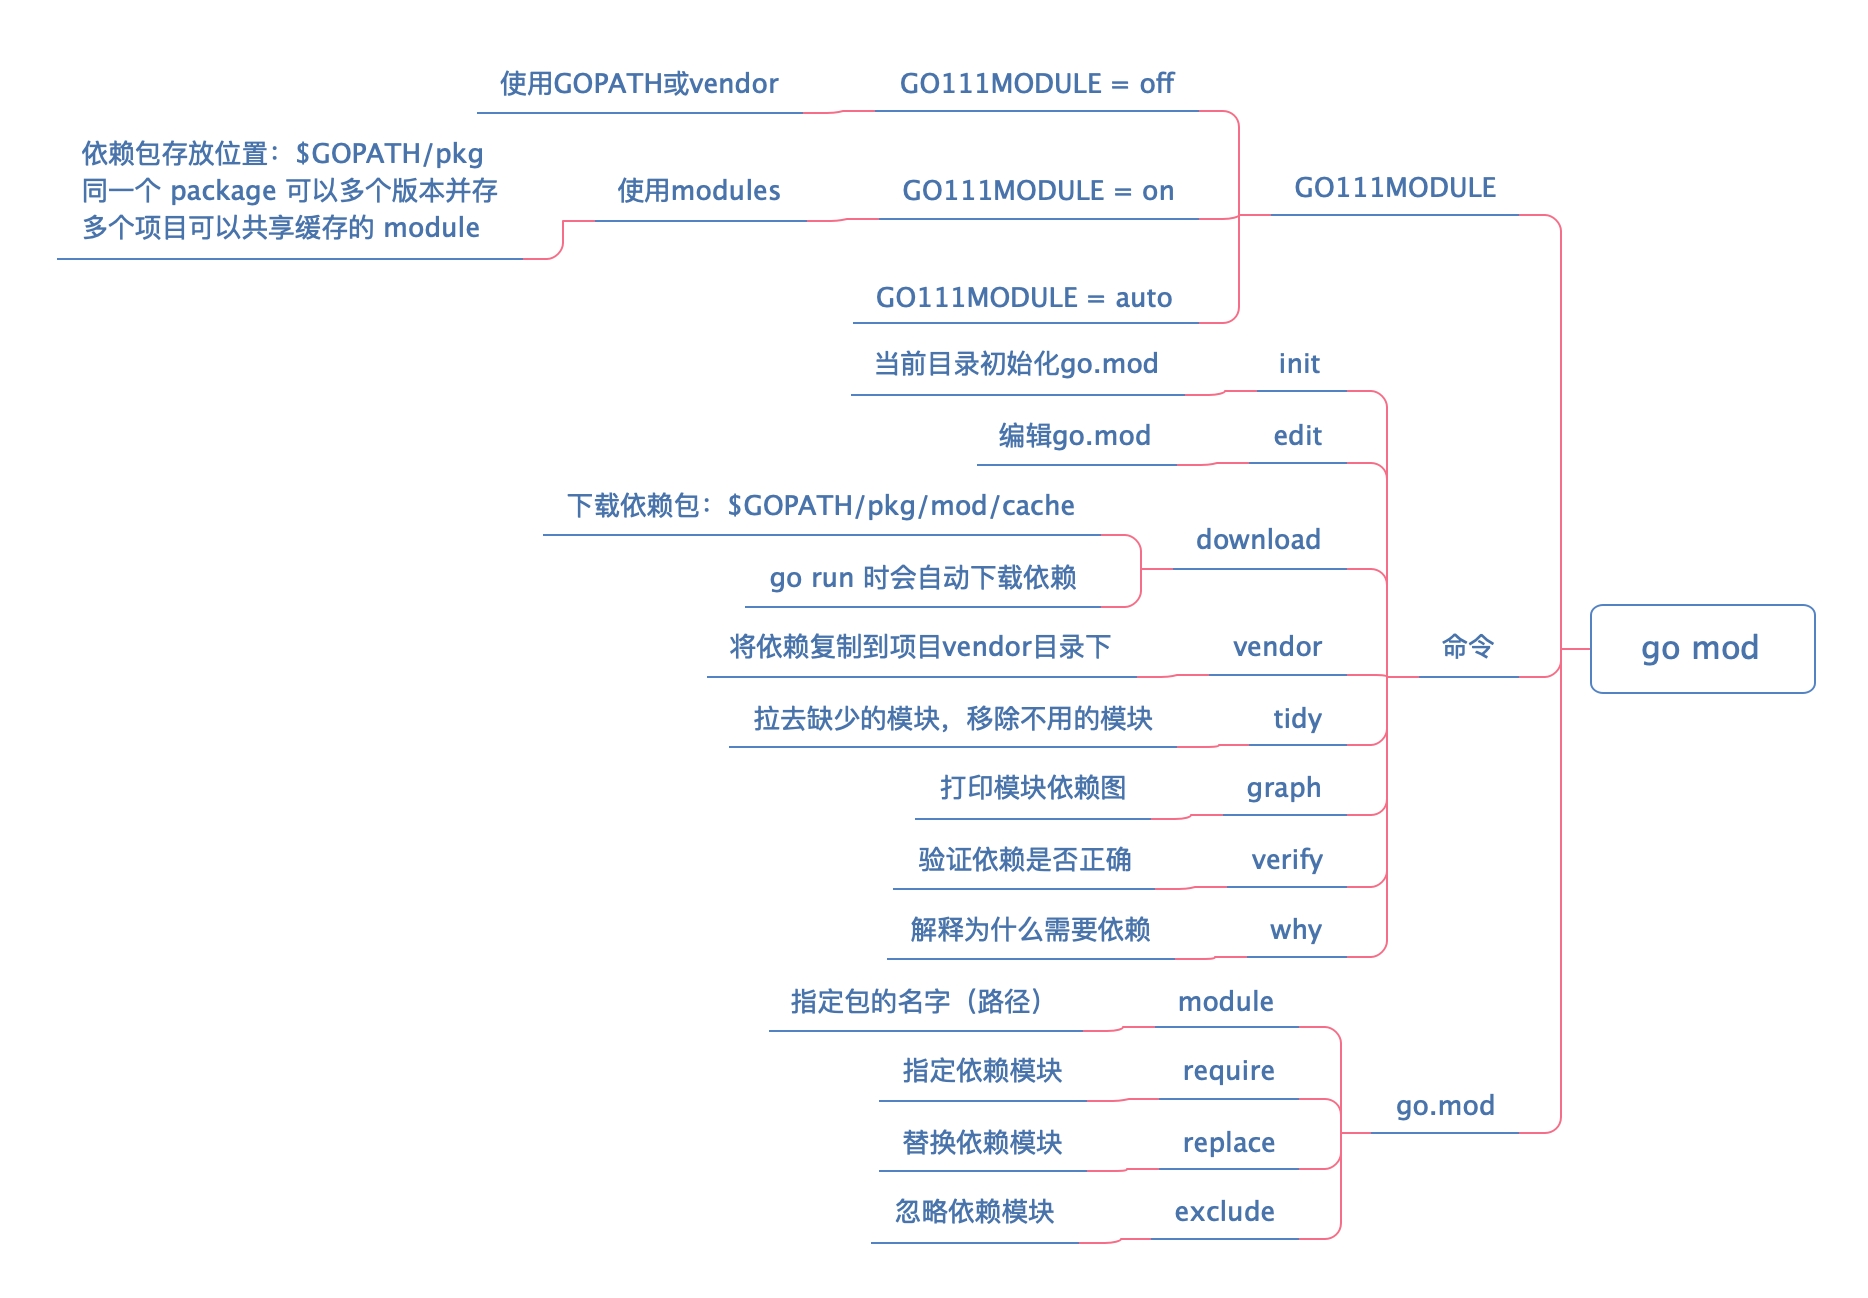 使用GOPATH或vendor
GO111MODULE = off
依赖包存放位置：$GOPATH/pkg
同一个 package 可以多个版本并存
多个项目可以共享缓存的 module
使用modules
GO111MODULE = on
GO111MODULE
GO111MODULE = auto
当前目录初始化go.mod
init
编辑go.mod
edit
下载依赖包：$GOPATH/pkg/mod/cache
download
go run 时会自动下载依赖
将依赖复制到项目vendor目录下
vendor
命令
go mod
拉去缺少的模块，移除不用的模块
tidy
打印模块依赖图
graph
验证依赖是否正确
verify
解释为什么需要依赖
why
指定包的名字（路径）
module
指定依赖模块
require
go.mod
替换依赖模块
replace
忽略依赖模块
exclude